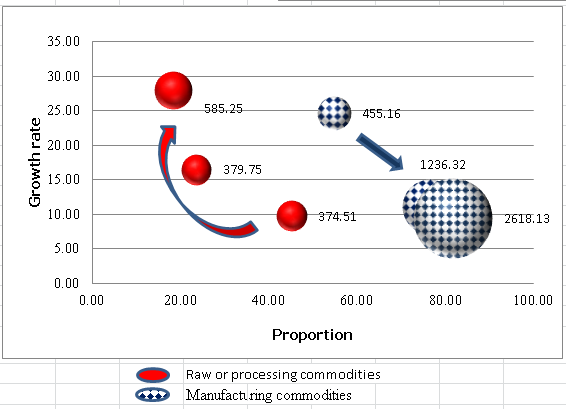 35.00
30.00
25.00
20.00
15.00
10.00
5.00
0.00
Growth rate
585.25
455.16
379.75
1236.32
374.51
2618.13
0.00 20.00 40.00 60.00 80.00 100.00
Proportion
Raw or processing commodities
Manufacturing commodities